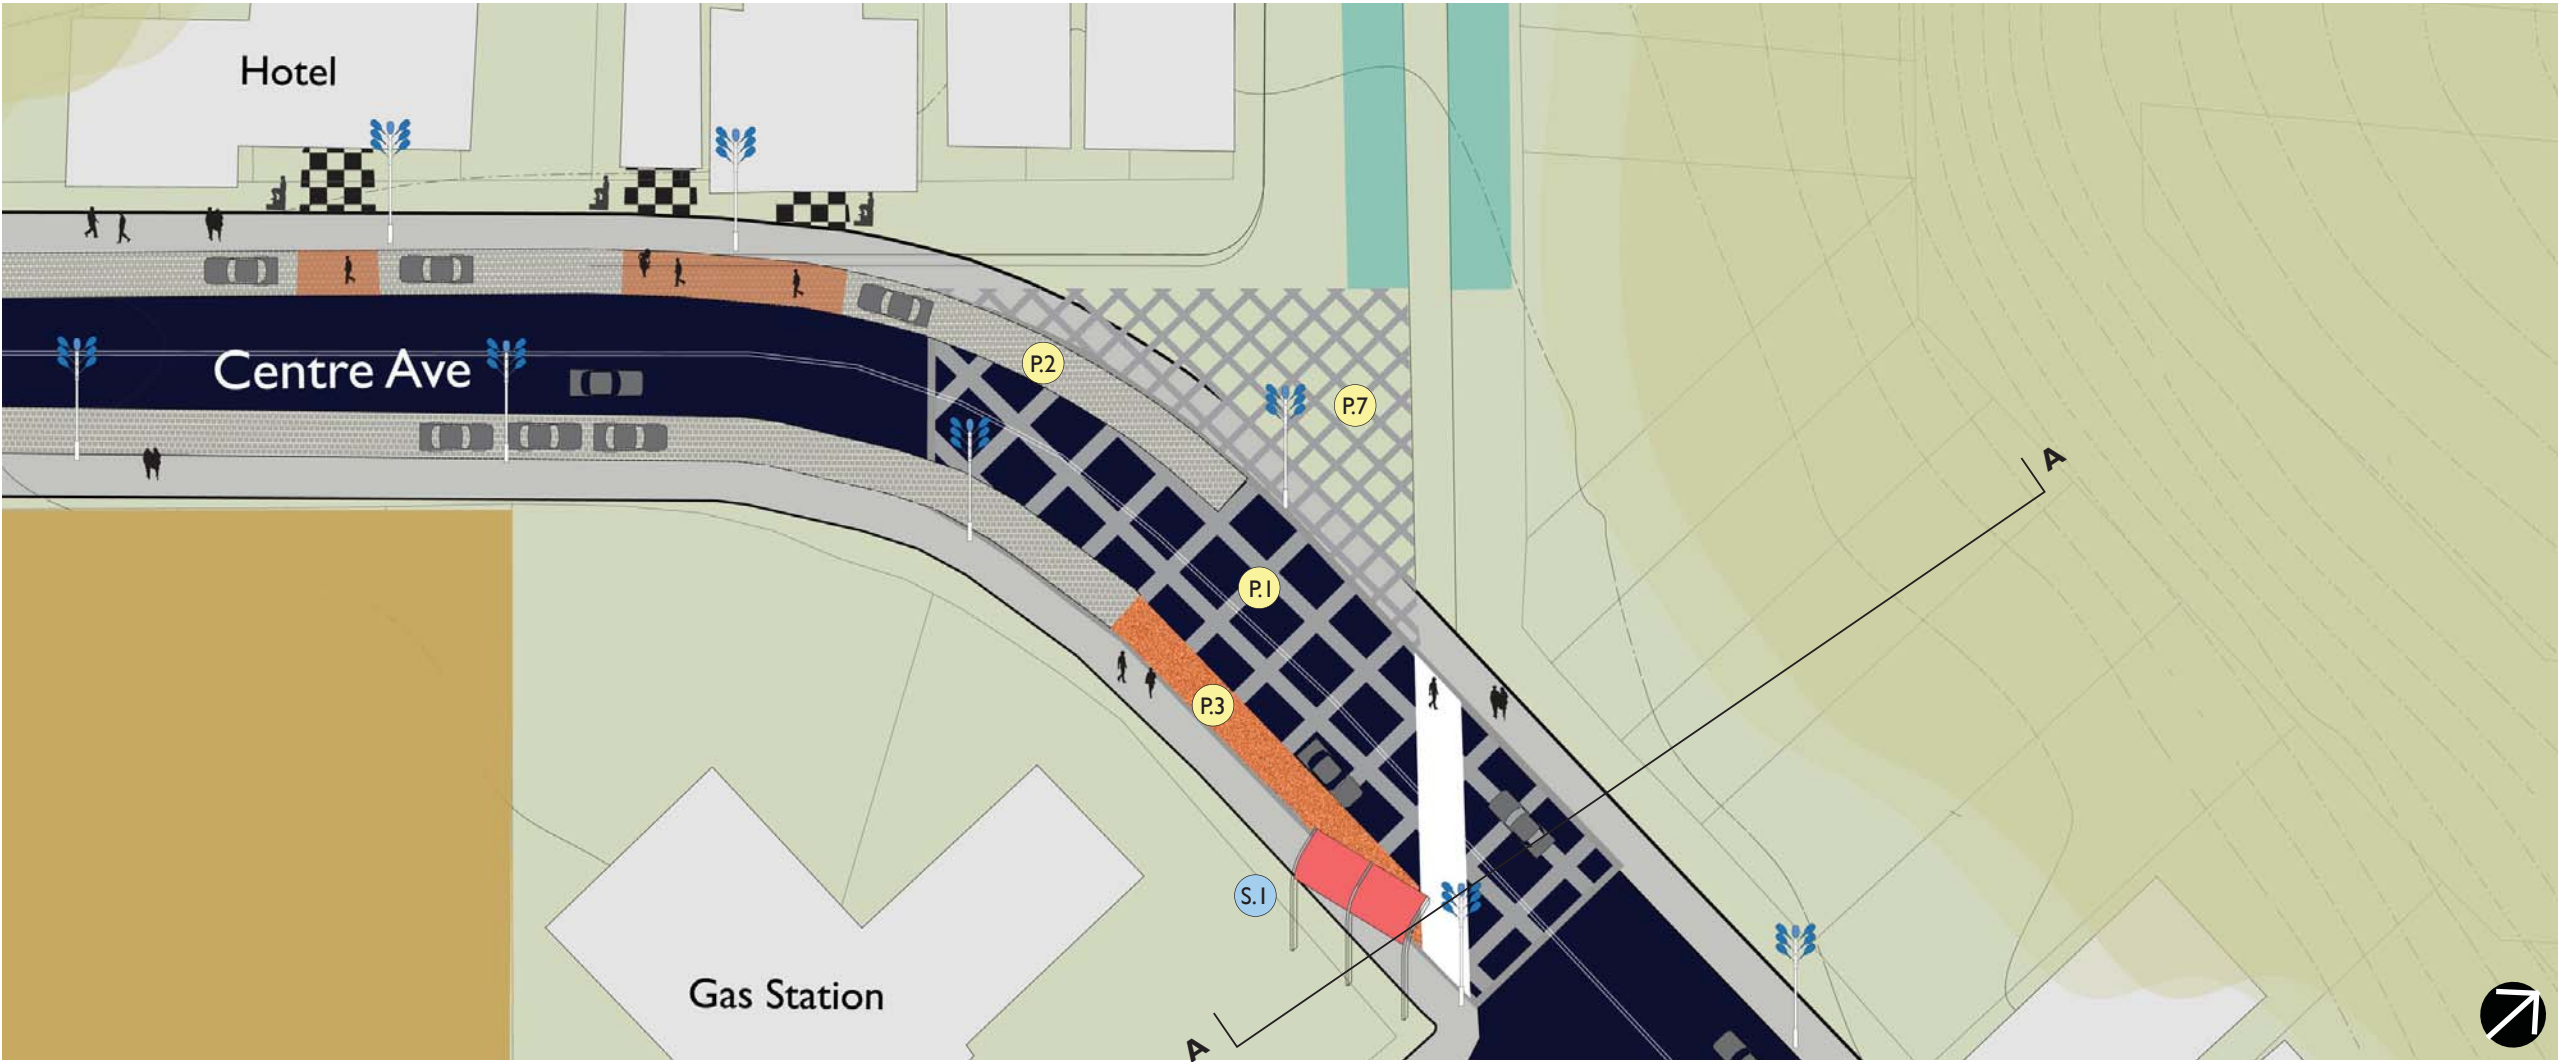 Hotel
Centre Ave
P.2
P.7
A
P.1
P.3
S.1
Gas Station
A